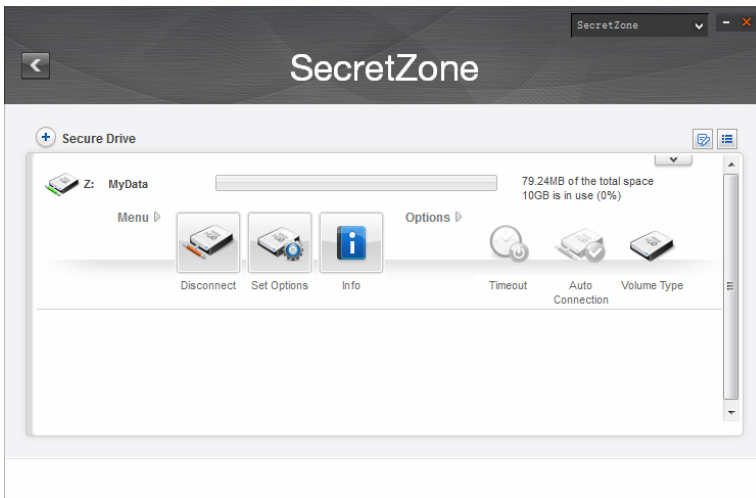 SecretZone
SecretZone
Secure Drive
Z: MyData
79.24MB of the total space
10GB is in use (0%)
Menu
Options
Disconnect
Set Options
Info
Timeout
Auto
Connection
Volume Type